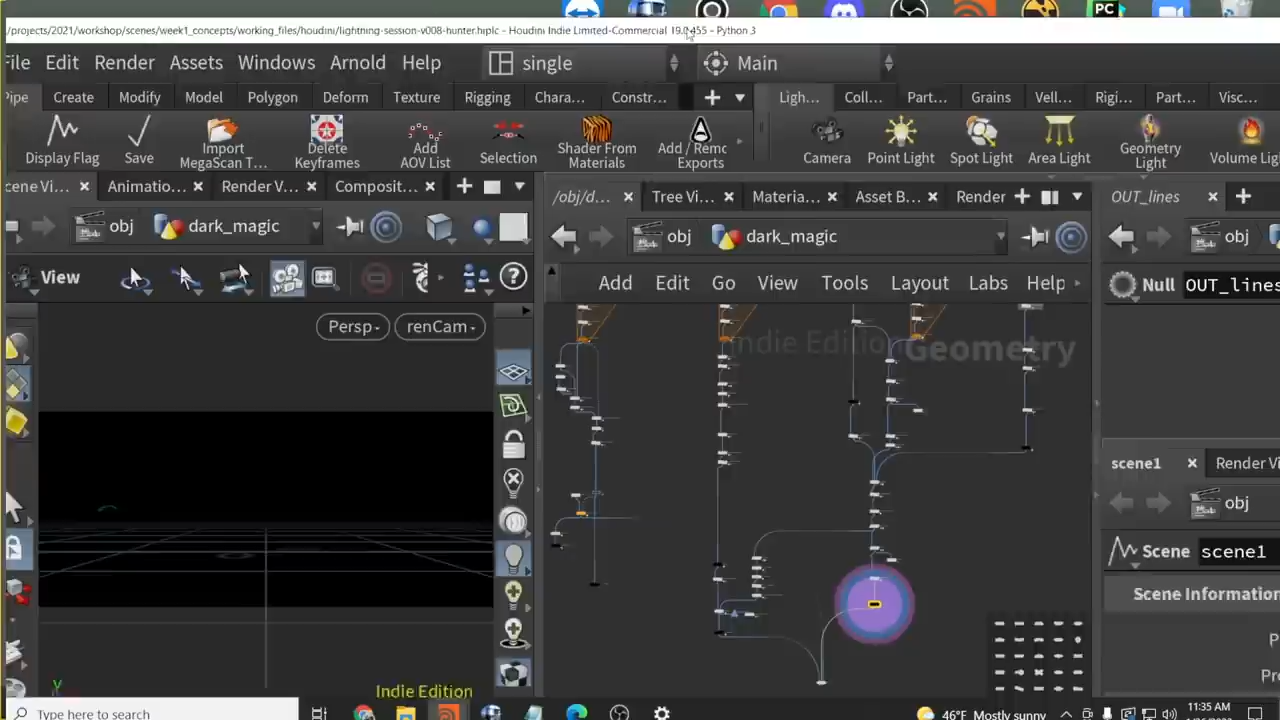 /projects/2021/workshop/scenes/week1_concepts/working_files/houdini/lightning-session-v008-hunter.hiplc - Houdini Indie Limited-Commercial 19.0.455 - Python 3
File Edit Render Assets Windows Arnold Help single Main
Pipe Create Modify Model Polygon Deform Texture Rigging Chara... Constr... Ligh... Coll... Part... Grains Vell... Rigi... Part... Visc...
Display Flag Save Import MegaScan T... Delete Keyframes Add AOV List Selection Shader From Materials Add / Remo Exports Camera Point Light Spot Light Area Light Geometry Light Volume Lig
cene Vi... Animatio... Render V... Composit... /obj/d... Tree Vi... Materia... Asset B... Render OUT_lines
obj dark_magic obj dark_magic obj
View Add Edit Go View Tools Layout Labs Help Null OUT_lines
Persp renCam Indie Edition Geometry
scene1 Render Vi
obj
Scene scene1
Scene Information
Indie Edition
Type here to search 46°F Mostly sunny 11:35 AM
PC